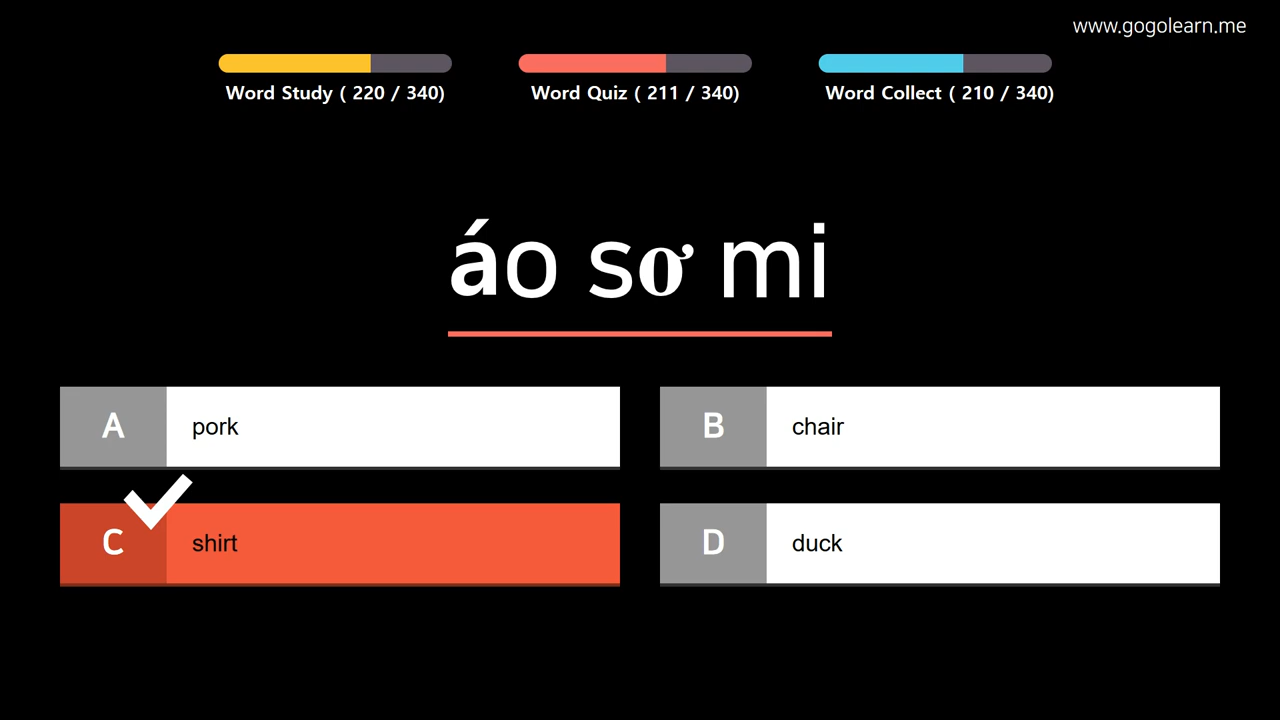 www.gogolearn.me
Word Study ( 220 / 340)
Word Quiz ( 211 / 340)
Word Collect ( 210 / 340)
áo sơ mi
A pork
B chair
C shirt
D duck